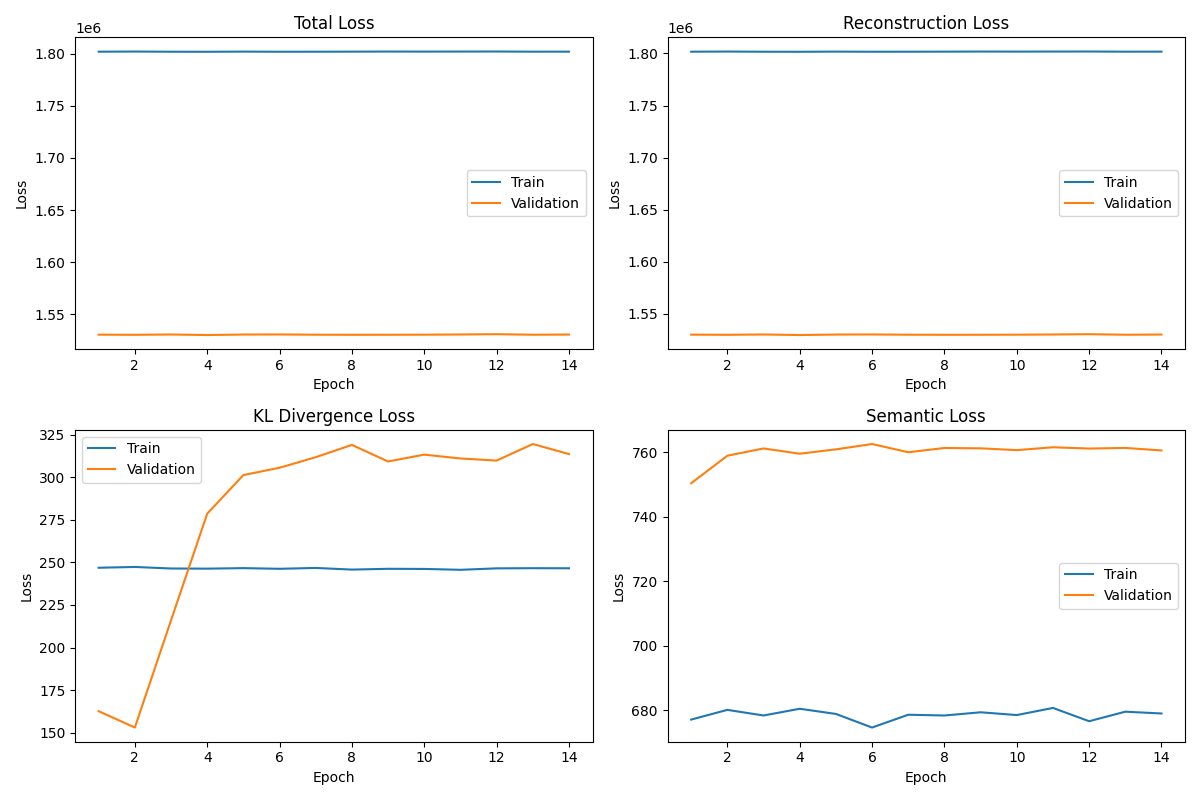 Total Loss
1e6
1.80
1.75
1.70
1.65
1.60
1.55
Loss
Train
Validation
2 4 6 8 10 12 14
Epoch
Reconstruction Loss
1e6
1.80
1.75
1.70
1.65
1.60
1.55
Loss
Train
Validation
2 4 6 8 10 12 14
Epoch
KL Divergence Loss
325
300
275
250
225
200
175
150
Loss
Train
Validation
2 4 6 8 10 12 14
Epoch
Semantic Loss
760
740
720
700
680
Loss
Train
Validation
2 4 6 8 10 12 14
Epoch